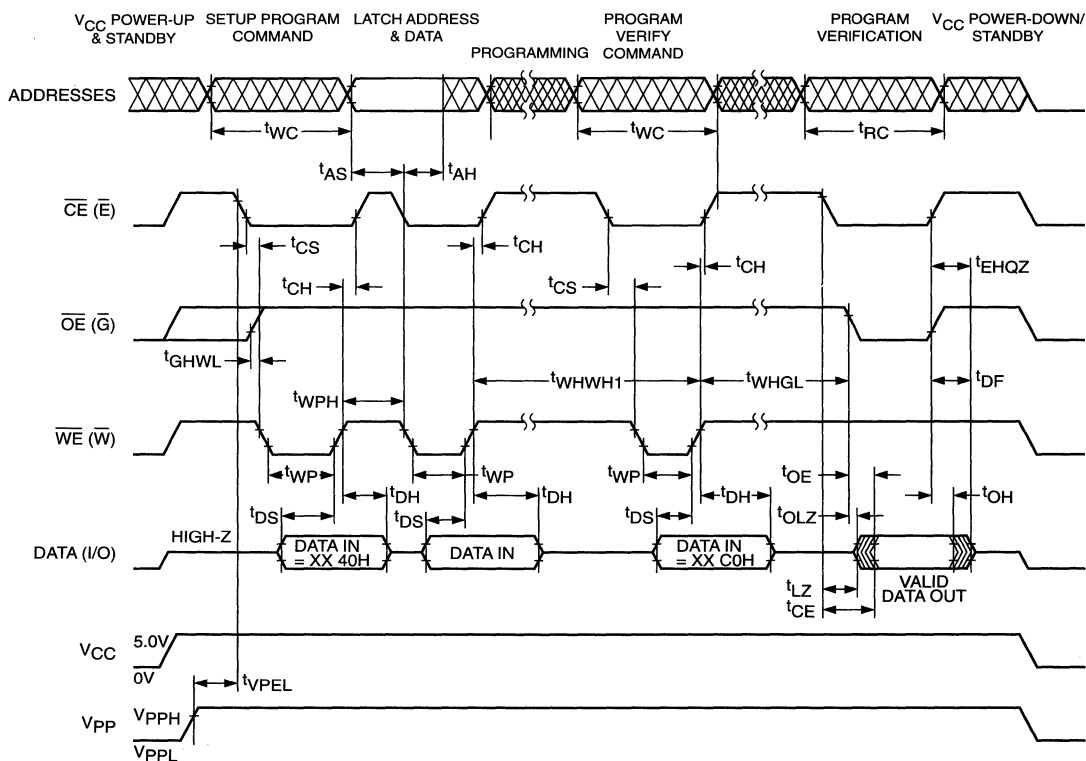 VCC POWER-UP
& STANDBY
SETUP PROGRAM
COMMAND
LATCH ADDRESS
& DATA
PROGRAMMING
PROGRAM
VERIFY
COMMAND
PROGRAM
VERIFICATION
VCC POWER-DOWN/
STANDBY
ADDRESSES
tWC
tWC
tRC
tAS
tAH
CE (E)
tCS
tCH
tCH
tCS
tCH
tEHQZ
OE (G)
tGHWL
tWPH
tWHWH1
tWHGL
tDF
WE (W)
tWP
tWP
tWP
tOE
tDH
tDH
tDH
tOH
tDS
tDS
tDS
tOLZ
DATA (I/O)
HIGH-Z
DATA IN
= XX 40H
DATA IN
DATA IN
= XX C0H
VALID
DATA OUT
tLZ
tCE
VCC
5.0V
0V
tVPEL
VPP
VPPH
VPPL